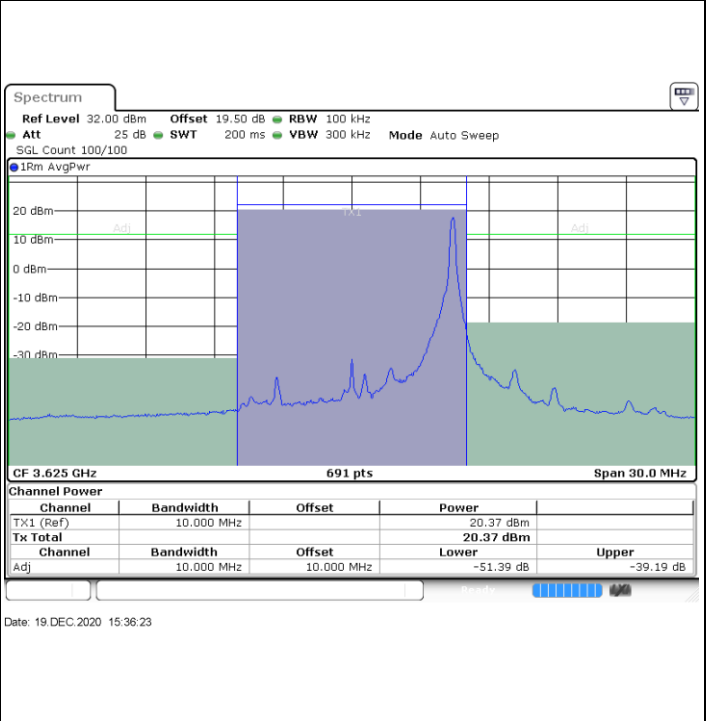 Spectrum
Ref Level 32.00 dBm Offset 19.50 dB RBW 100 kHz
Att 25 dB SWT 200 ms VBW 300 kHz Mode Auto Sweep
SGL Count 100/100
1Rm AvgPwr
20 dBm
TX1
Adj Adj
10 dBm
0 dBm
-10 dBm
-20 dBm
-30 dBm
CF 3.625 GHz 691 pts Span 30.0 MHz
Channel Power
Channel Bandwidth Offset Power
TX1 (Ref) 10.000 MHz 20.37 dBm
Tx Total 20.37 dBm
Channel Bandwidth Offset Lower Upper
Adj 10.000 MHz 10.000 MHz -51.39 dB -39.19 dB
Ready
Date: 19.DEC.2020 15:36:23